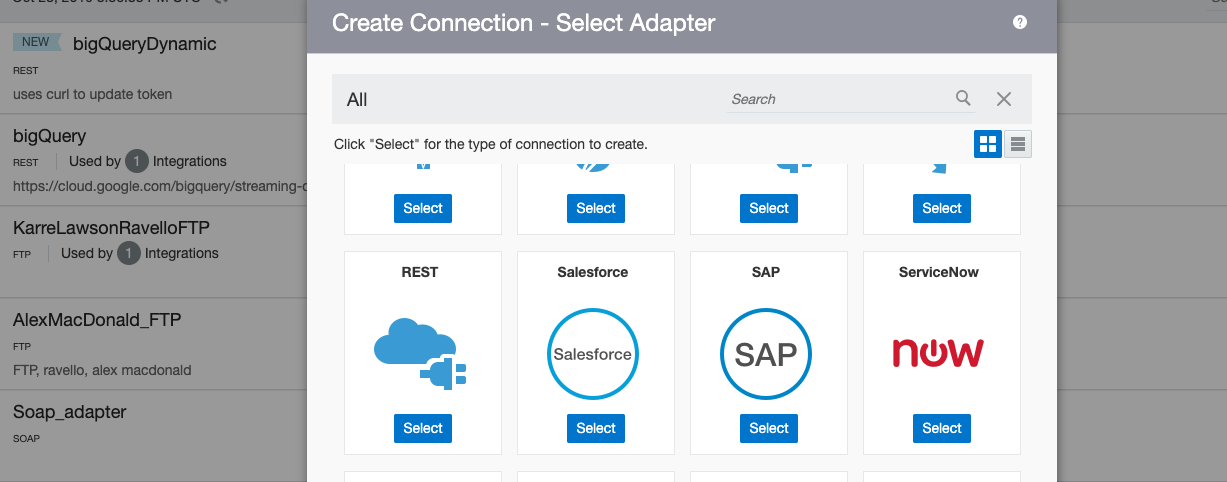 Create Connection - Select Adapter
?
NEW bigQueryDynamic
REST
uses curl to update token
bigQuery
REST Used by 1 Integrations
https://cloud.google.com/bigquery/streaming-
KarreLawsonRavelloFTP
FTP Used by 1 Integrations
AlexMacDonald_FTP
FTP
FTP, ravello, alex macdonald
Soap_adapter
SOAP
All
Search
Click "Select" for the type of connection to create.
Select Select Select Select
REST Salesforce SAP ServiceNow
Salesforce SAP now
Select Select Select Select